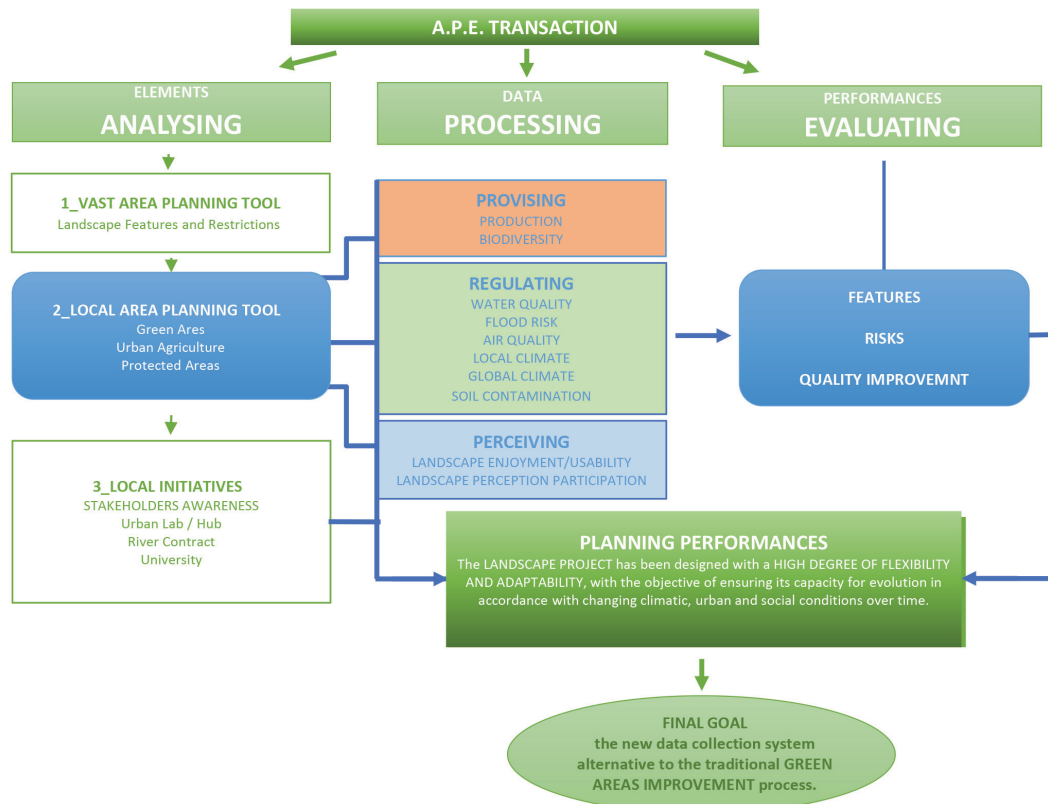 A.P.E. TRANSACTION
ELEMENTS
ANALYSING
DATA
PROCESSING
PERFORMANCES
EVALUATING
1_VAST AREA PLANNING TOOL
Landscape Features and Restrictions
2_LOCAL AREA PLANNING TOOL
Green Ares
Urban Agriculture
Protected Areas
3_LOCAL INITIATIVES
STAKEHOLDERS AWARENESS
Urban Lab / Hub
River Contract
University
PROVISING
PRODUCTION
BIODIVERSITY
REGULATING
WATER QUALITY
FLOOD RISK
AIR QUALITY
LOCAL CLIMATE
GLOBAL CLIMATE
SOIL CONTAMINATION
PERCEIVING
LANDSCAPE ENJOYMENT/USABILITY
LANDSCAPE PERCEPTION PARTICIPATION
FEATURES
RISKS
QUALITY IMPROVEMNT
PLANNING PERFORMANCES
The LANDSCAPE PROJECT has been designed with a HIGH DEGREE OF FLEXIBILITY
AND ADAPTABILITY, with the objective of ensuring its capacity for evolution in
accordance with changing climatic, urban and social conditions over time.
FINAL GOAL
the new data collection system
alternative to the traditional GREEN
AREAS IMPROVEMENT process.